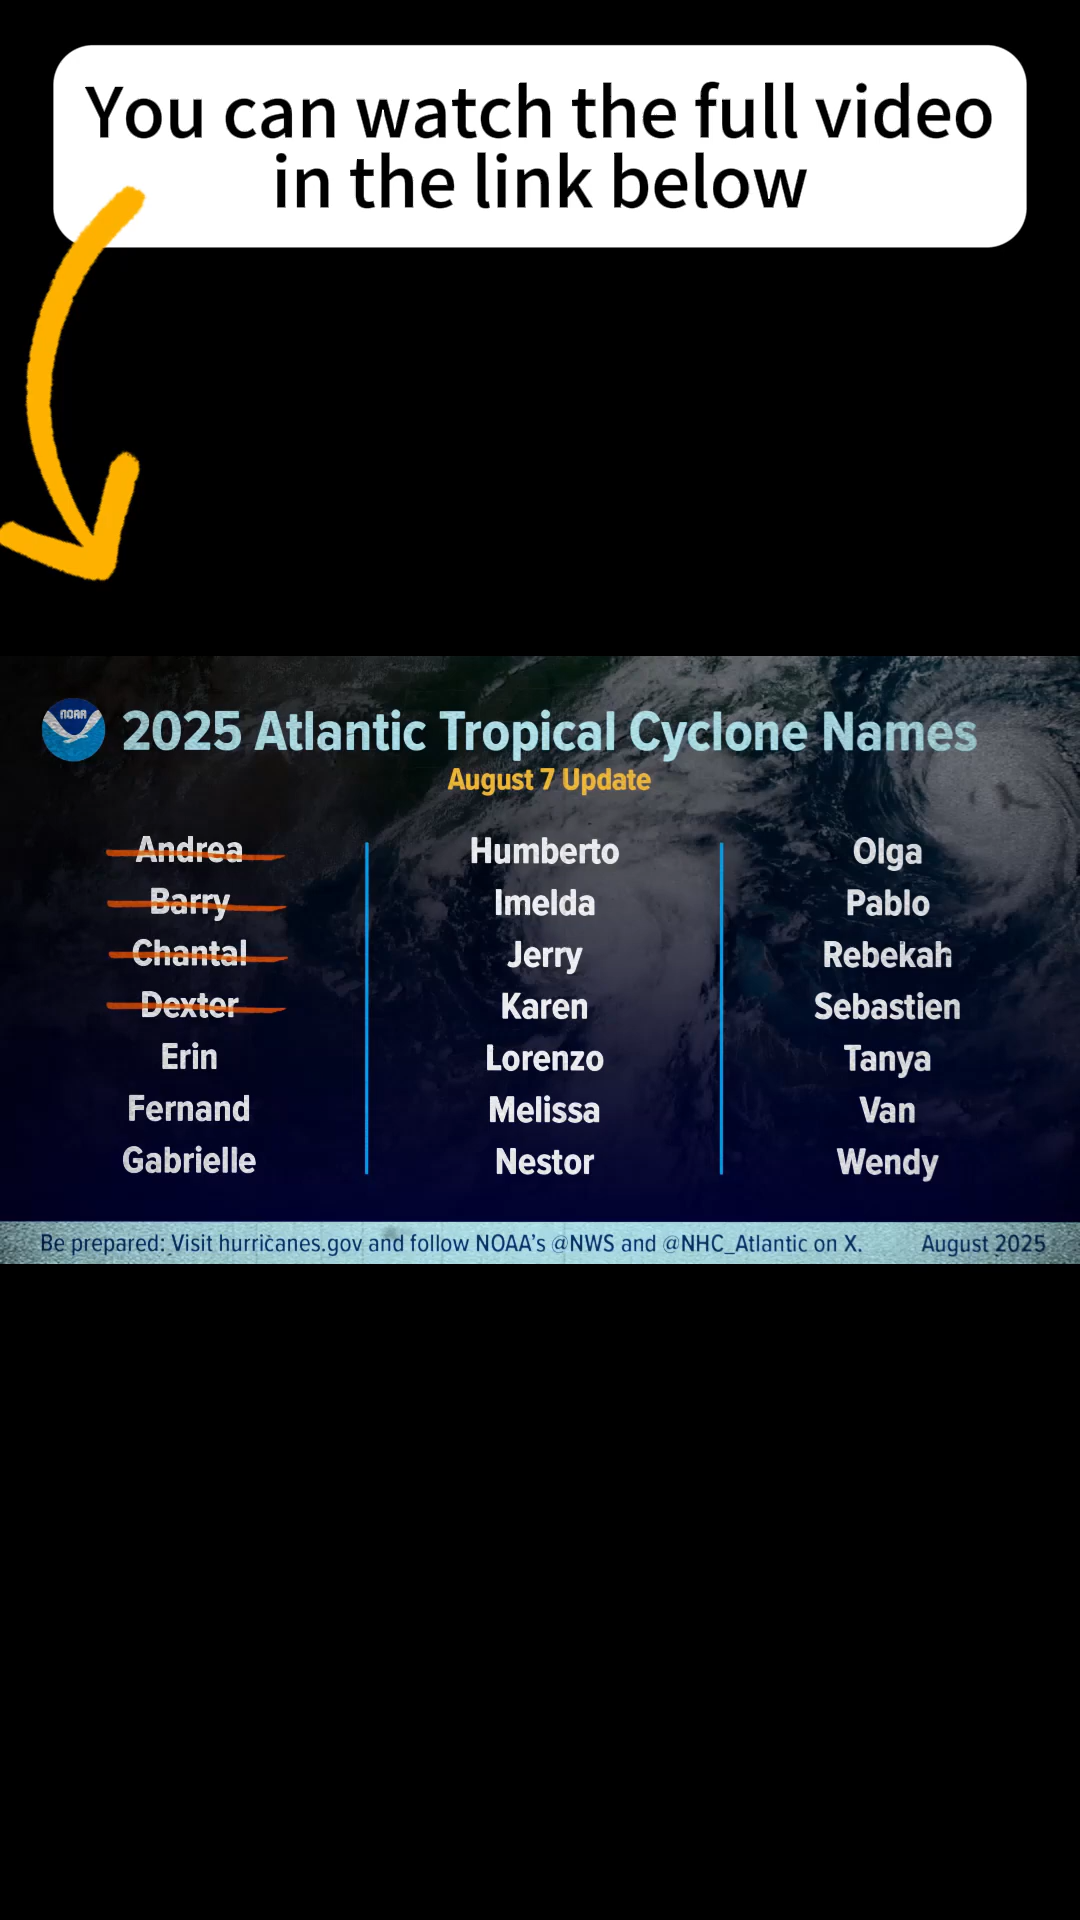 You can watch the full video
in the link below
NOAA
2025 Atlantic Tropical Cyclone Names
August 7 Update
Andrea
Barry
Chantal
Dexter
Erin
Fernand
Gabrielle
Humberto
Imelda
Jerry
Karen
Lorenzo
Melissa
Nestor
Olga
Pablo
Rebekah
Sebastien
Tanya
Van
Wendy
Be prepared: Visit hurricanes.gov and follow NOAA’s @NWS and @NHC_Atlantic on X.
August 2025